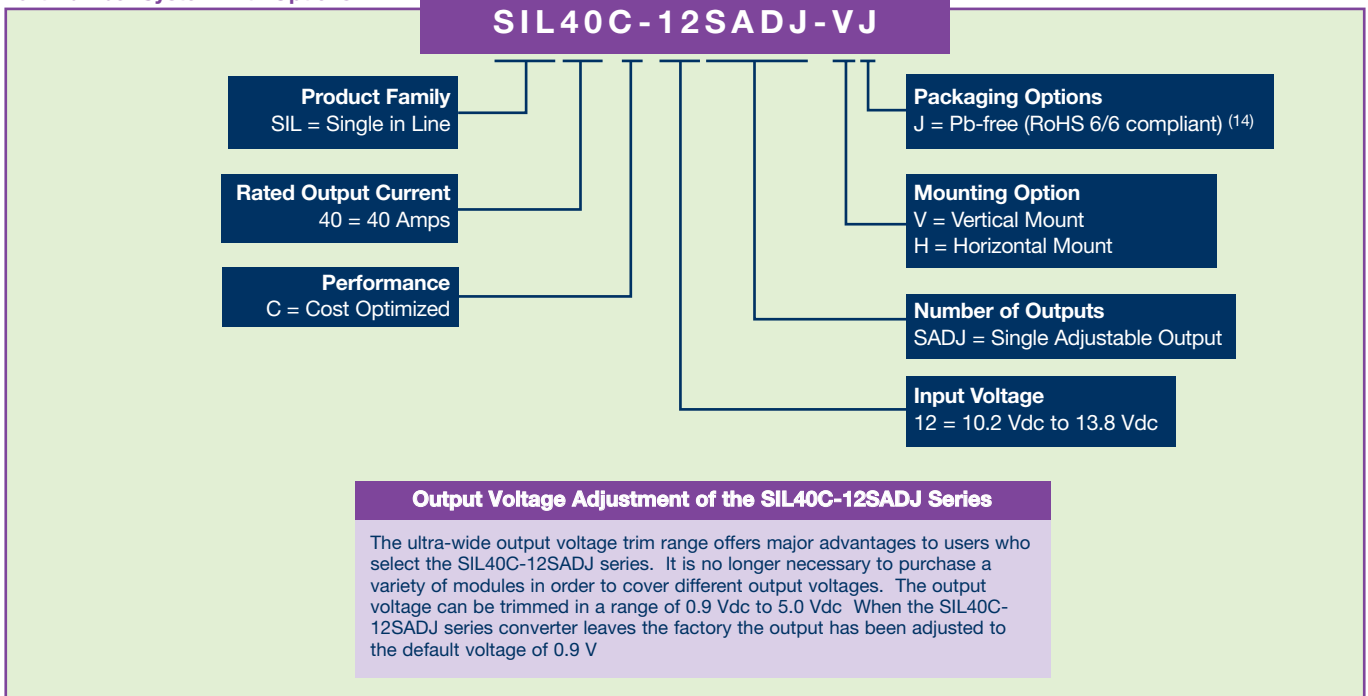 SIL40C-12SADJ-VJ
Product Family
SIL = Single in Line
Rated Output Current
40 = 40 Amps
Performance
C = Cost Optimized
Packaging Options
J = Pb-free (RoHS 6/6 compliant) (14)
Mounting Option
V = Vertical Mount
H = Horizontal Mount
Number of Outputs
SADJ = Single Adjustable Output
Input Voltage
12 = 10.2 Vdc to 13.8 Vdc
Output Voltage Adjustment of the SIL40C-12SADJ Series
The ultra-wide output voltage trim range offers major advantages to users who
select the SIL40C-12SADJ series. It is no longer necessary to purchase a
variety of modules in order to cover different output voltages. The output
voltage can be trimmed in a range of 0.9 Vdc to 5.0 Vdc When the SIL40C-
12SADJ series converter leaves the factory the output has been adjusted to
the default voltage of 0.9 V